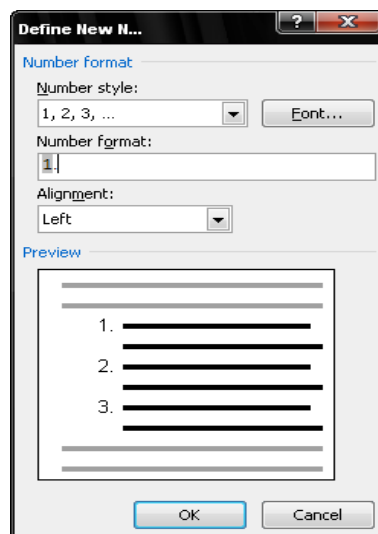 Define New N...
?
Number format
Number style:
1, 2, 3, ...
Font...
Number format:
1.
Alignment:
Left
Preview
1.
2.
3.
OK Cancel